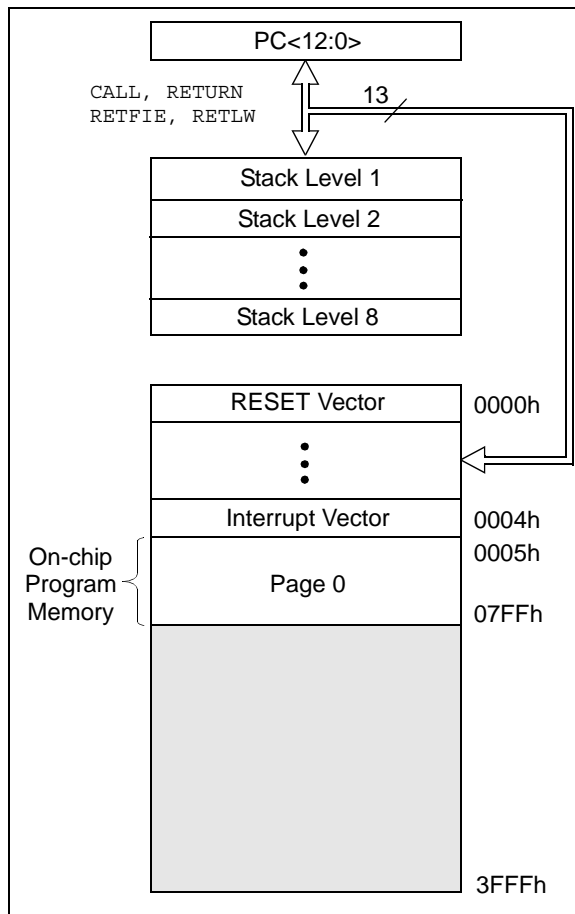 PC<12:0>
CALL, RETURN
RETFIE, RETLW
13
Stack Level 1
Stack Level 2
Stack Level 8
RESET Vector
0000h
Interrupt Vector
0004h
On-chip
Program
Memory
Page 0
0005h
07FFh
3FFFh